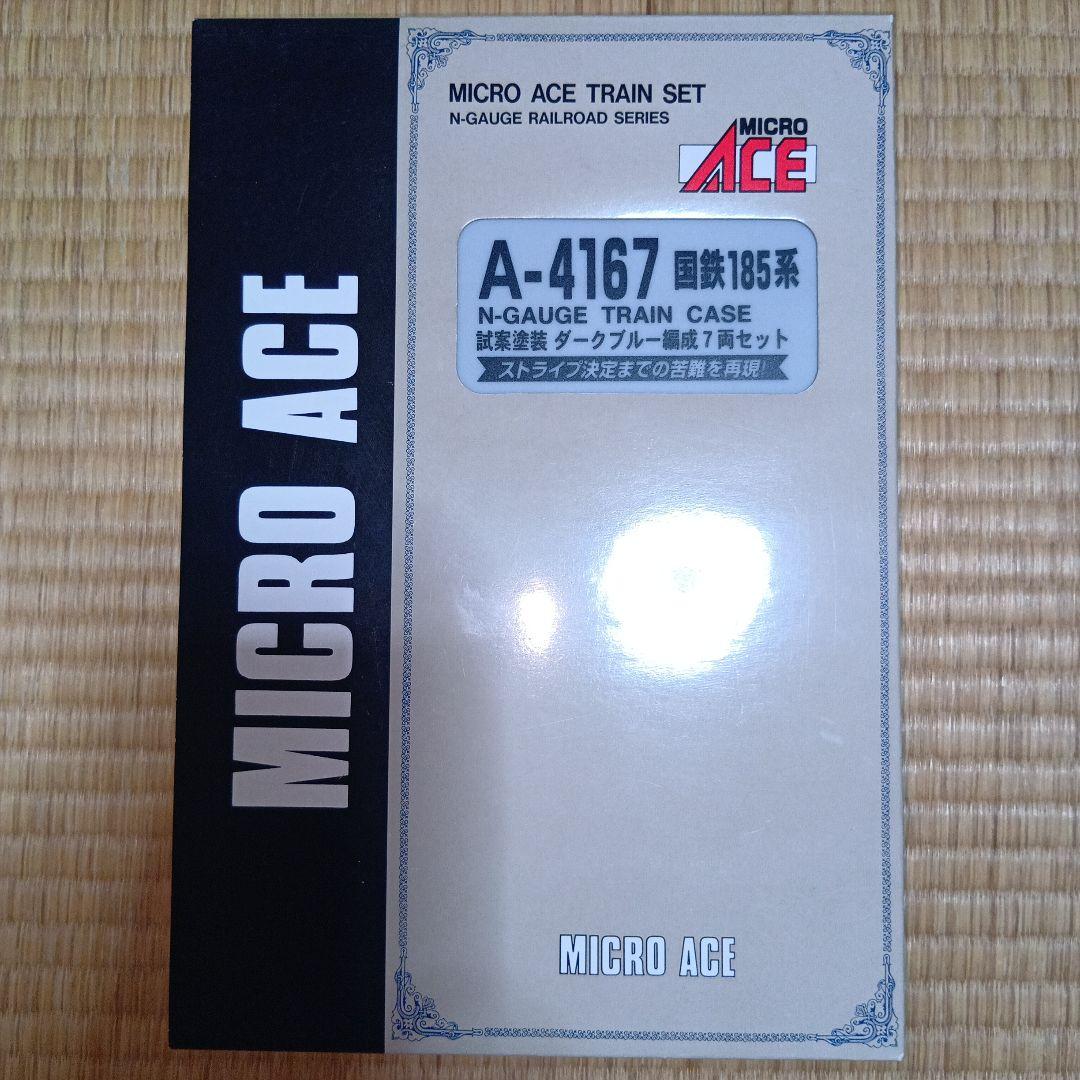 MICRO ACE
MICRO ACE TRAIN SET
N-GAUGE RAILROAD SERIES
MICRO
ACE
A-4167 国鉄185系
N-GAUGE TRAIN CASE
試案塗装 ダークブルー編成7両セット
ストライプ決定までの苦難を再現!
MICRO ACE